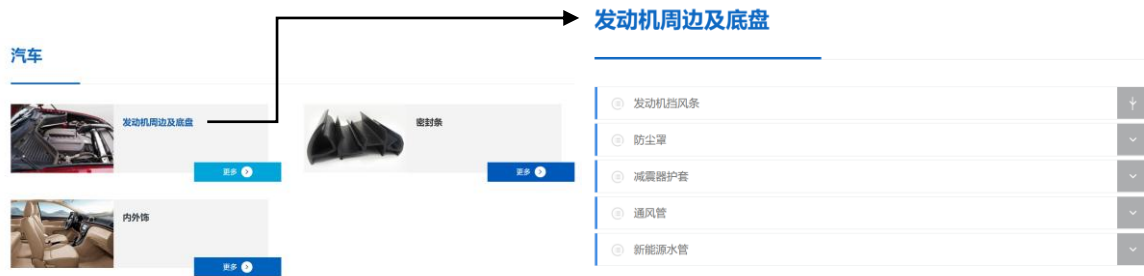 汽车
发动机周边及底盘
更多
密封条
更多
内外饰
更多
发动机周边及底盘
发动机挡风条
防尘罩
减震器护套
通风管
新能源水管